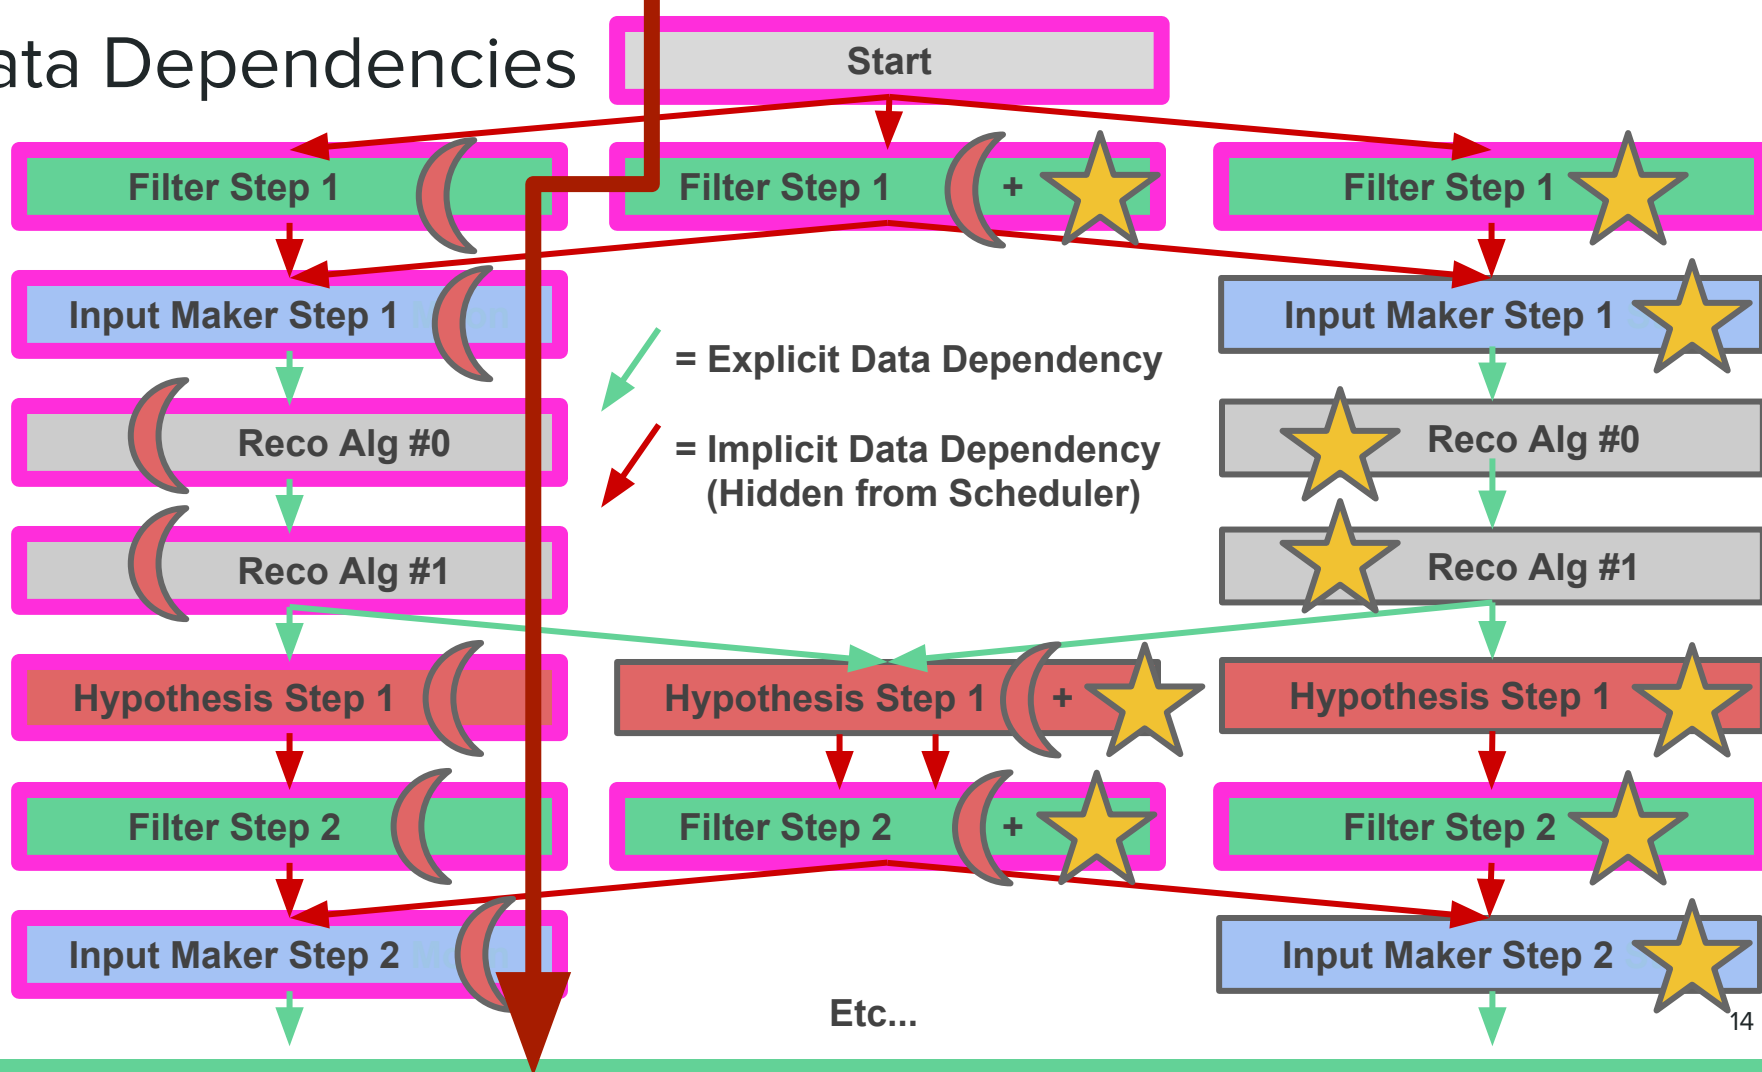 ata Dependencies
Start
Filter Step 1
Filter Step 1 +
Filter Step 1
Input Maker Step 1
Input Maker Step 1
= Explicit Data Dependency
= Implicit Data Dependency
(Hidden from Scheduler)
Reco Alg #0
Reco Alg #0
Reco Alg #1
Reco Alg #1
Hypothesis Step 1
Hypothesis Step 1 +
Hypothesis Step 1
Filter Step 2
Filter Step 2 +
Filter Step 2
Input Maker Step 2
Input Maker Step 2
Etc...
14